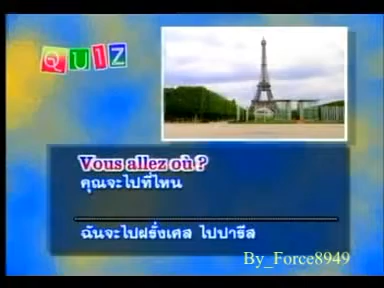 QUIZ
Vous allez où ?
คุณจะไปที่ไหน
ฉันจะไปฝรั่งเศส ไปปารีส
By_Force8949